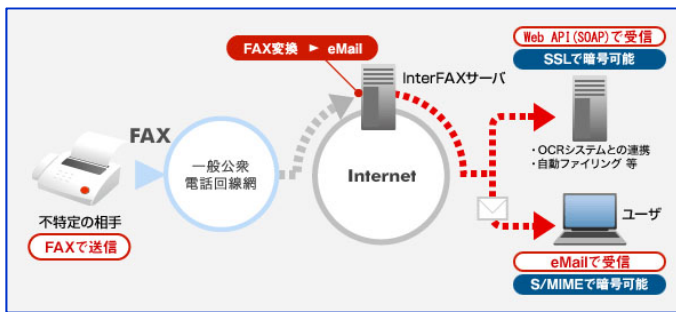 FAX変換 ► eMail
Web API(SOAP)で受信
SSLで暗号可能
InterFAXサーバ
FAX
一般公衆
電話回線網
Internet
・OCRシステムとの連携
・自動ファイリング 等
不特定の相手
FAXで送信
ユーザ
eMailで受信
S/MIMEで暗号可能